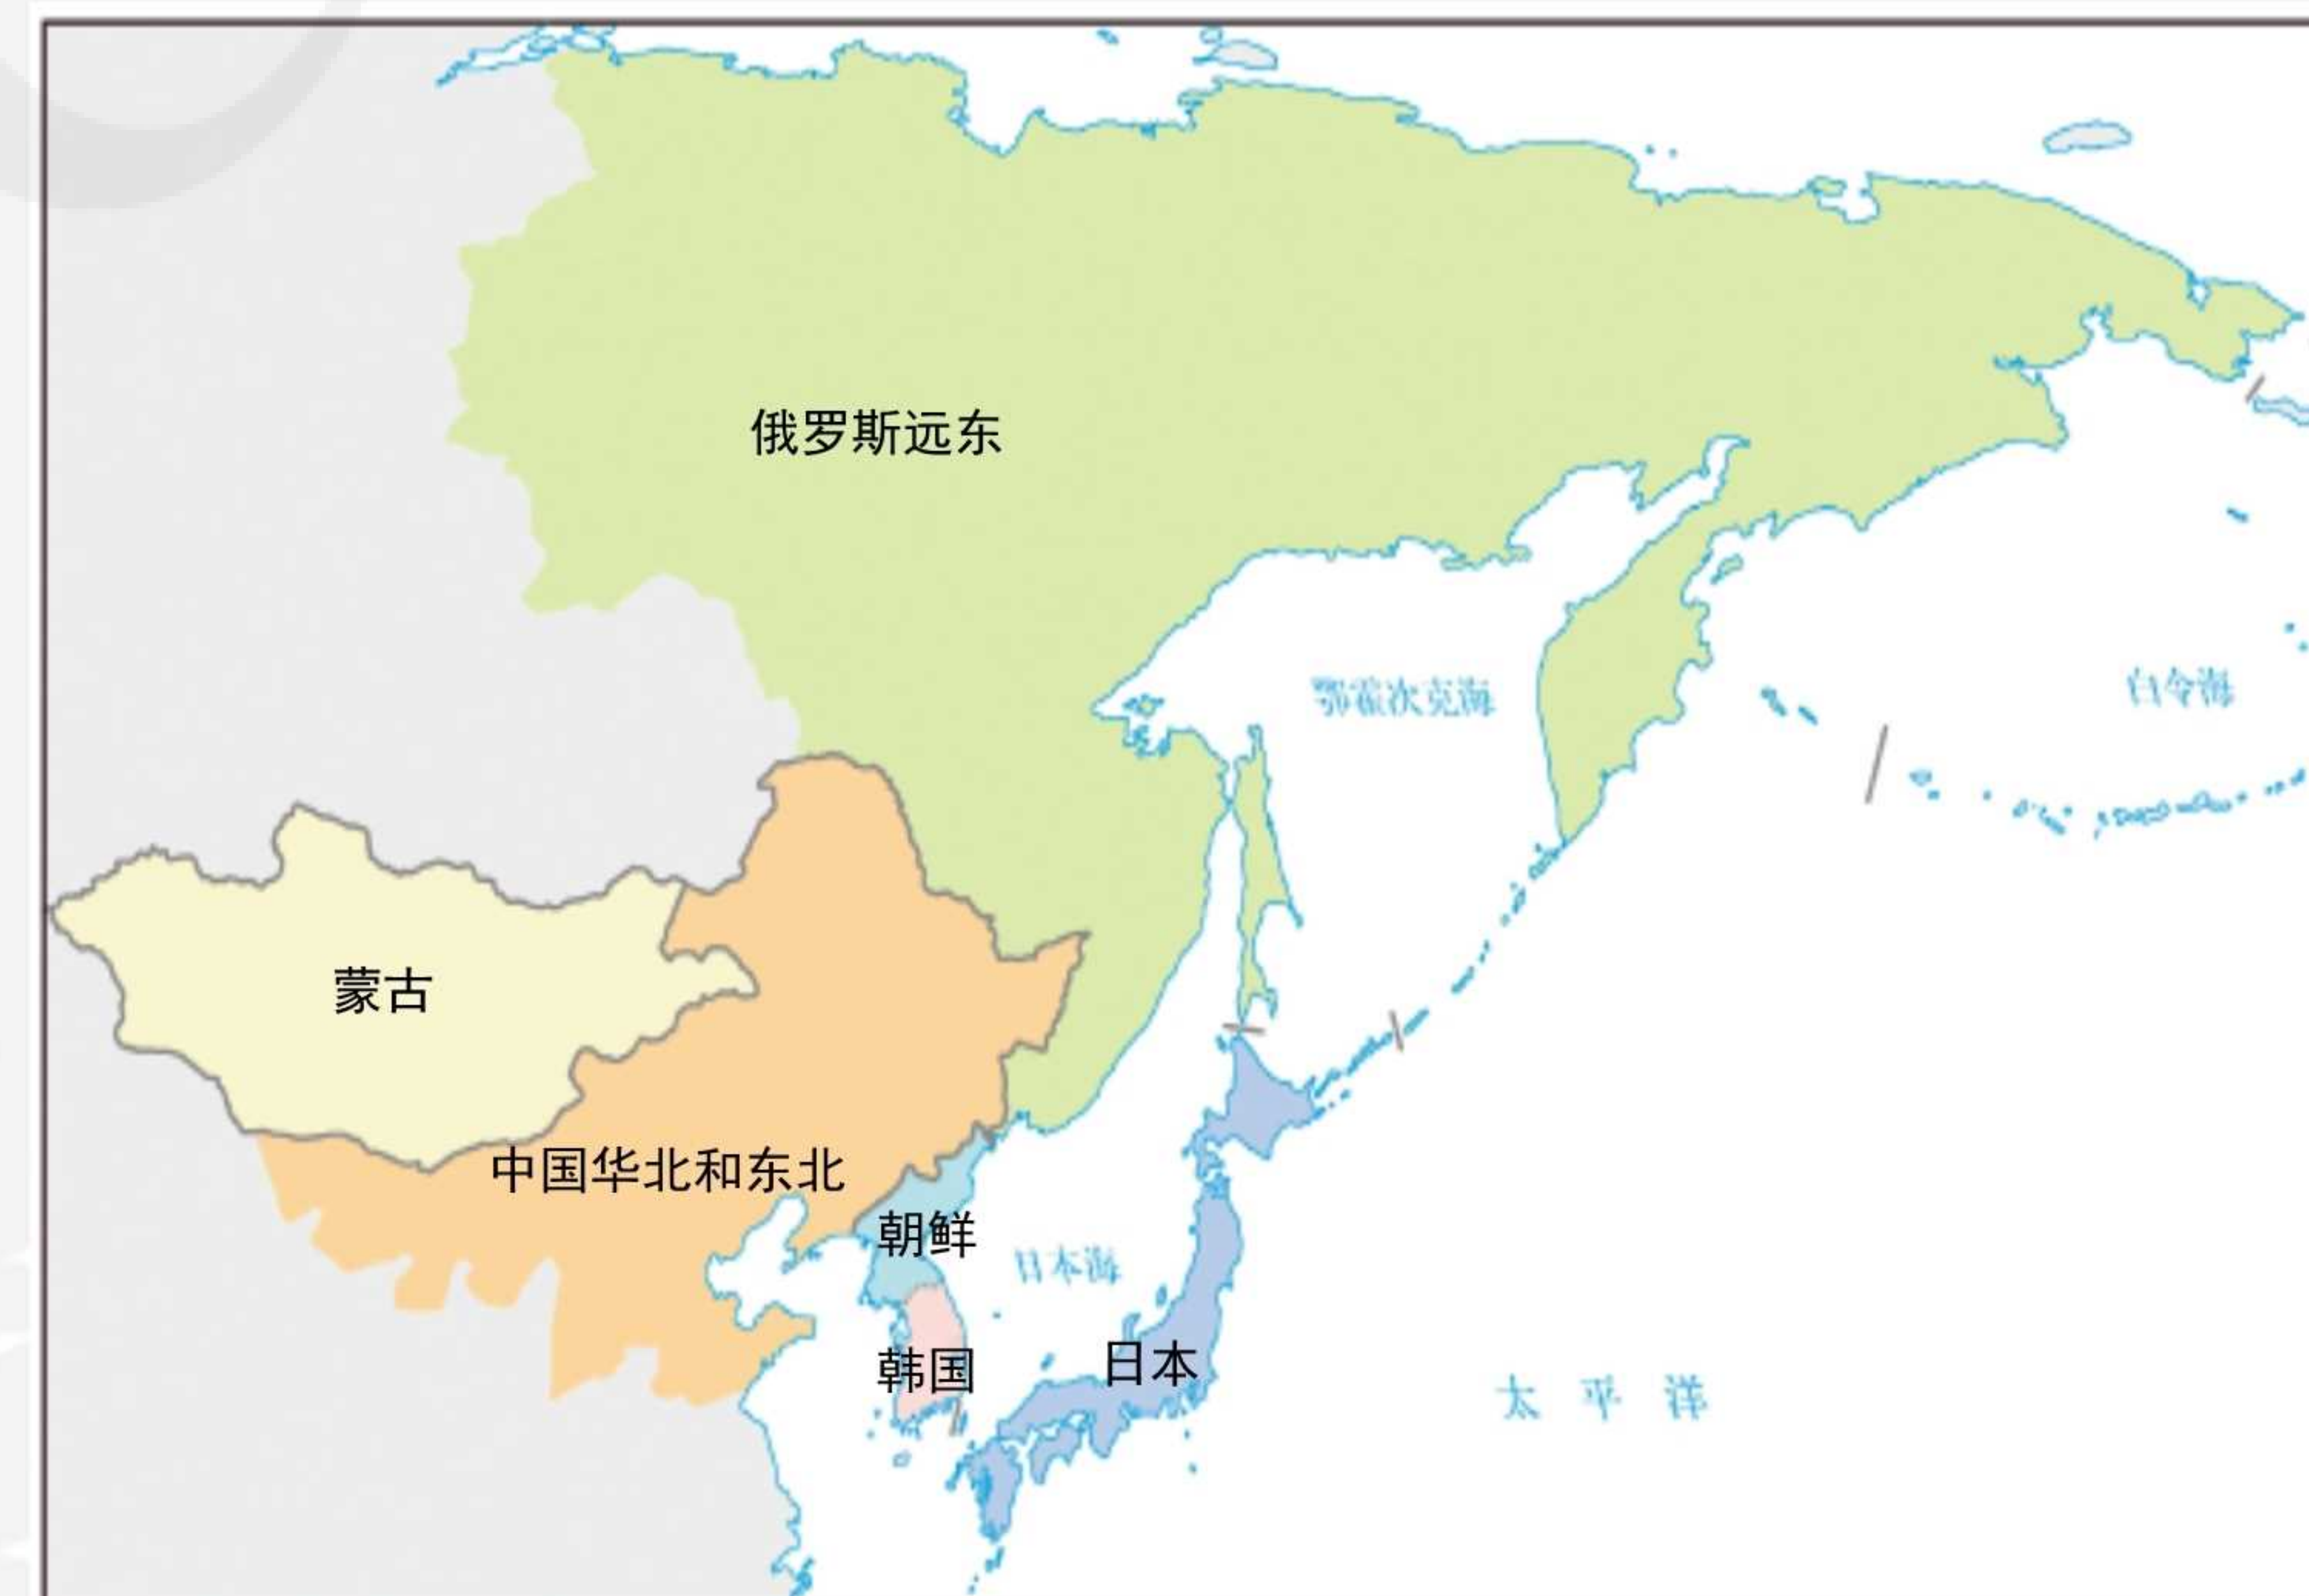 俄罗斯远东
鄂霍次克海
白令海
蒙古
中国华北和东北
朝鲜
日本海
韩国
日本
太平洋